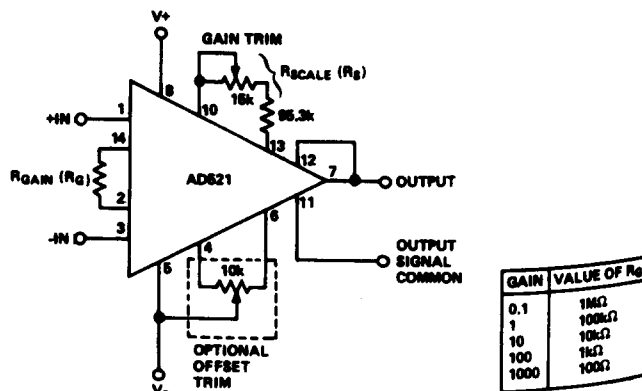 V+
GAIN TRIM
RSCALE (RS)
8
10
15k
95.3k
+IN
1
14
13
12
7
RGAIN (RG)
AD521
OUTPUT
2
11
6
-IN
3
4
5
10k
OUTPUT
SIGNAL
COMMON
OPTIONAL
OFFSET
TRIM
GAIN VALUE OF RG
0.1 1MΩ
1 100kΩ
10 10kΩ
100 1kΩ
1000 100Ω